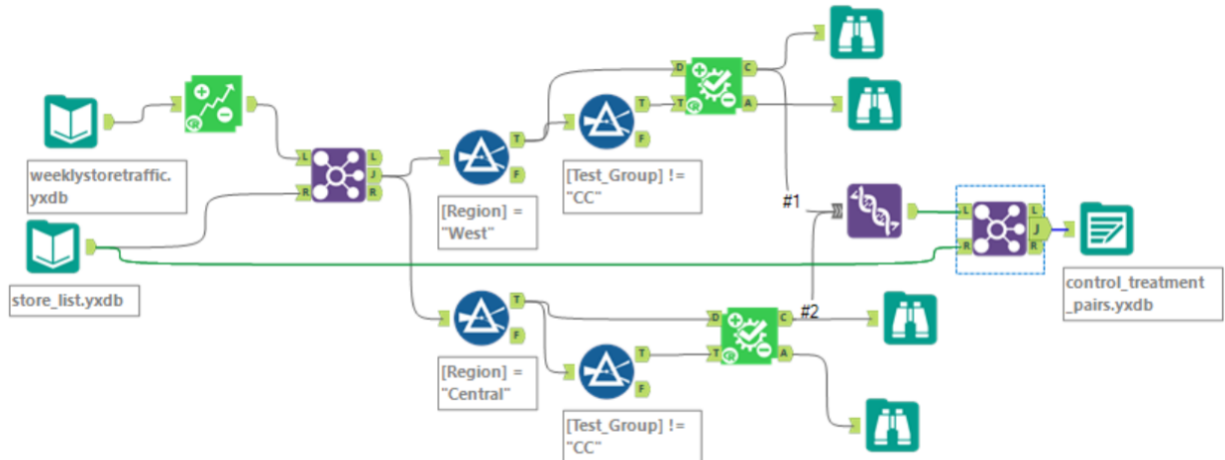 weeklystoretraffic.
yxdb
store_list.yxdb
L
R
L
J
R
T
F
[Region] =
"West"
T
F
[Test_Group] !=
"CC"
D
T
C
A
#1
T
F
[Region] =
"Central"
T
F
[Test_Group] !=
"CC"
D
T
C
A
#2
L
R
L
J
R
control_treatment
_pairs.yxdb